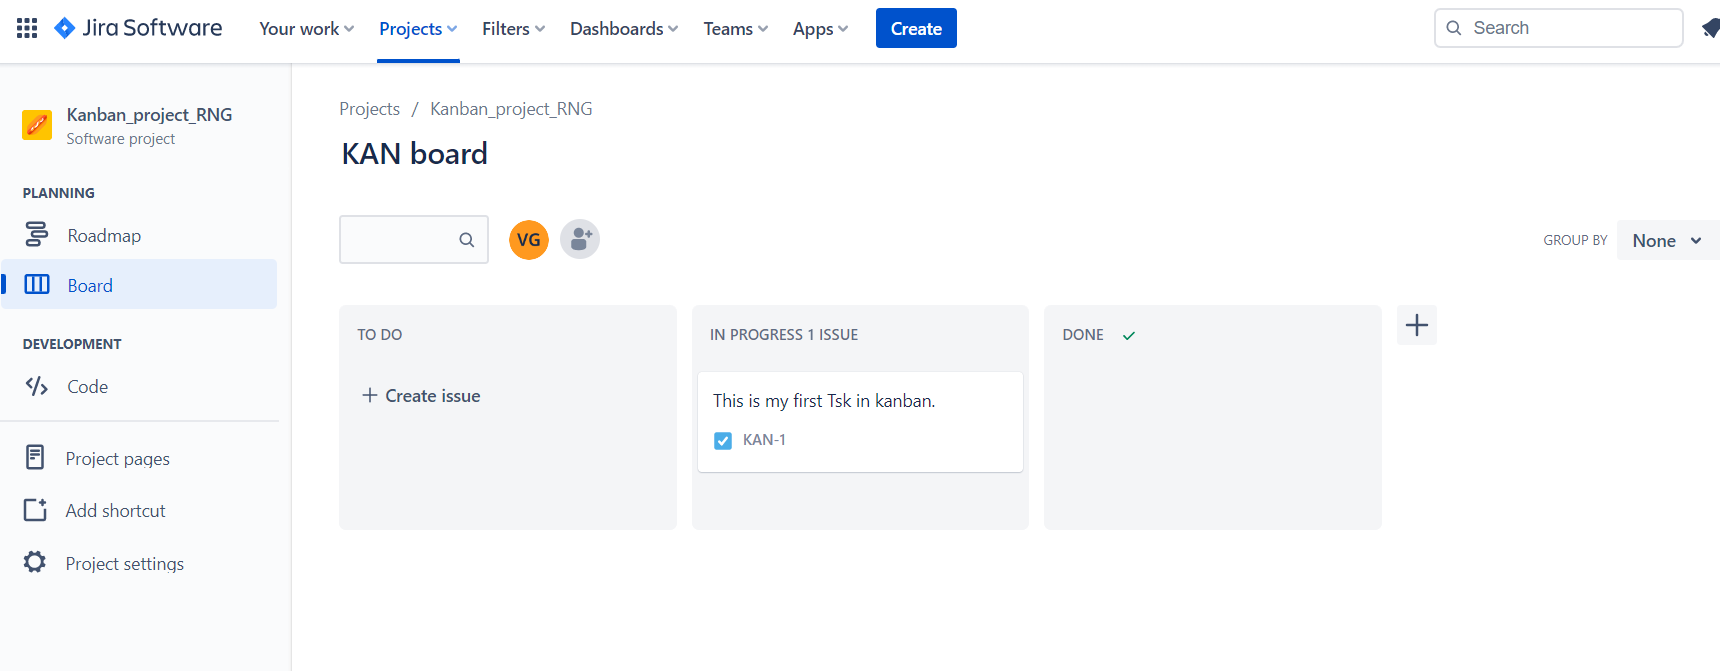 Jira Software Your work Projects Filters Dashboards Teams Apps Create Search
Kanban_project_RNG
Software project
PLANNING
Roadmap
Board
DEVELOPMENT
Code
Project pages
Add shortcut
Project settings
Projects / Kanban_project_RNG
KAN board
VG
GROUP BY None
TO DO
+ Create issue
IN PROGRESS 1 ISSUE
This is my first Tsk in kanban.
KAN-1
DONE